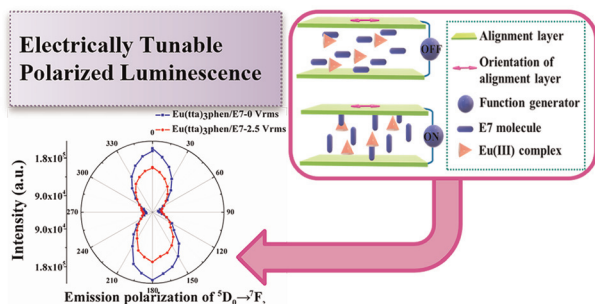 Electrically Tunable
Polarized Luminescence
Eu(tta)₃phen/E7-0 Vrms
Eu(tta)₃phen/E7-2.5 Vrms
0
30
60
90
120
150
180
210
240
270
300
330
1.8x10⁵
9.0x10⁴
9.0x10⁴
1.8x10⁵
Intensity (a.u.)
Emission polarization of ⁵D₀→⁷F₂
OFF
ON
Alignment layer
Orientation of
alignment layer
Function generator
E7 molecule
Eu(III) complex